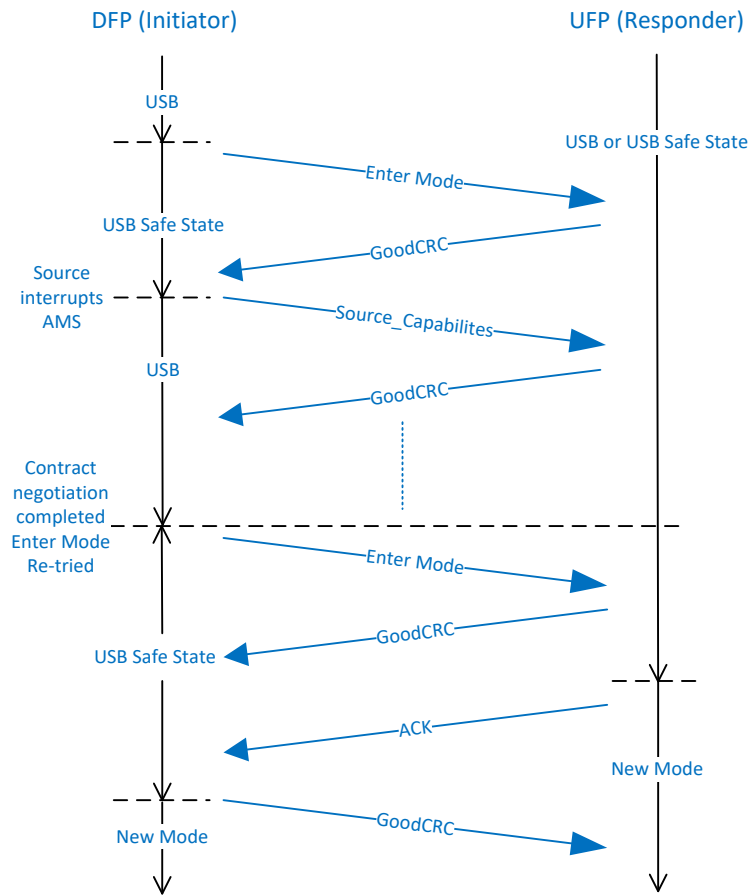 DFP (Initiator)
UFP (Responder)
USB
USB or USB Safe State
Enter Mode
USB Safe State
GoodCRC
Source
interrupts
AMS
Source_Capabilites
USB
GoodCRC
Contract
negotiation
completed
Enter Mode
Re-tried
Enter Mode
GoodCRC
USB Safe State
ACK
New Mode
GoodCRC
New Mode